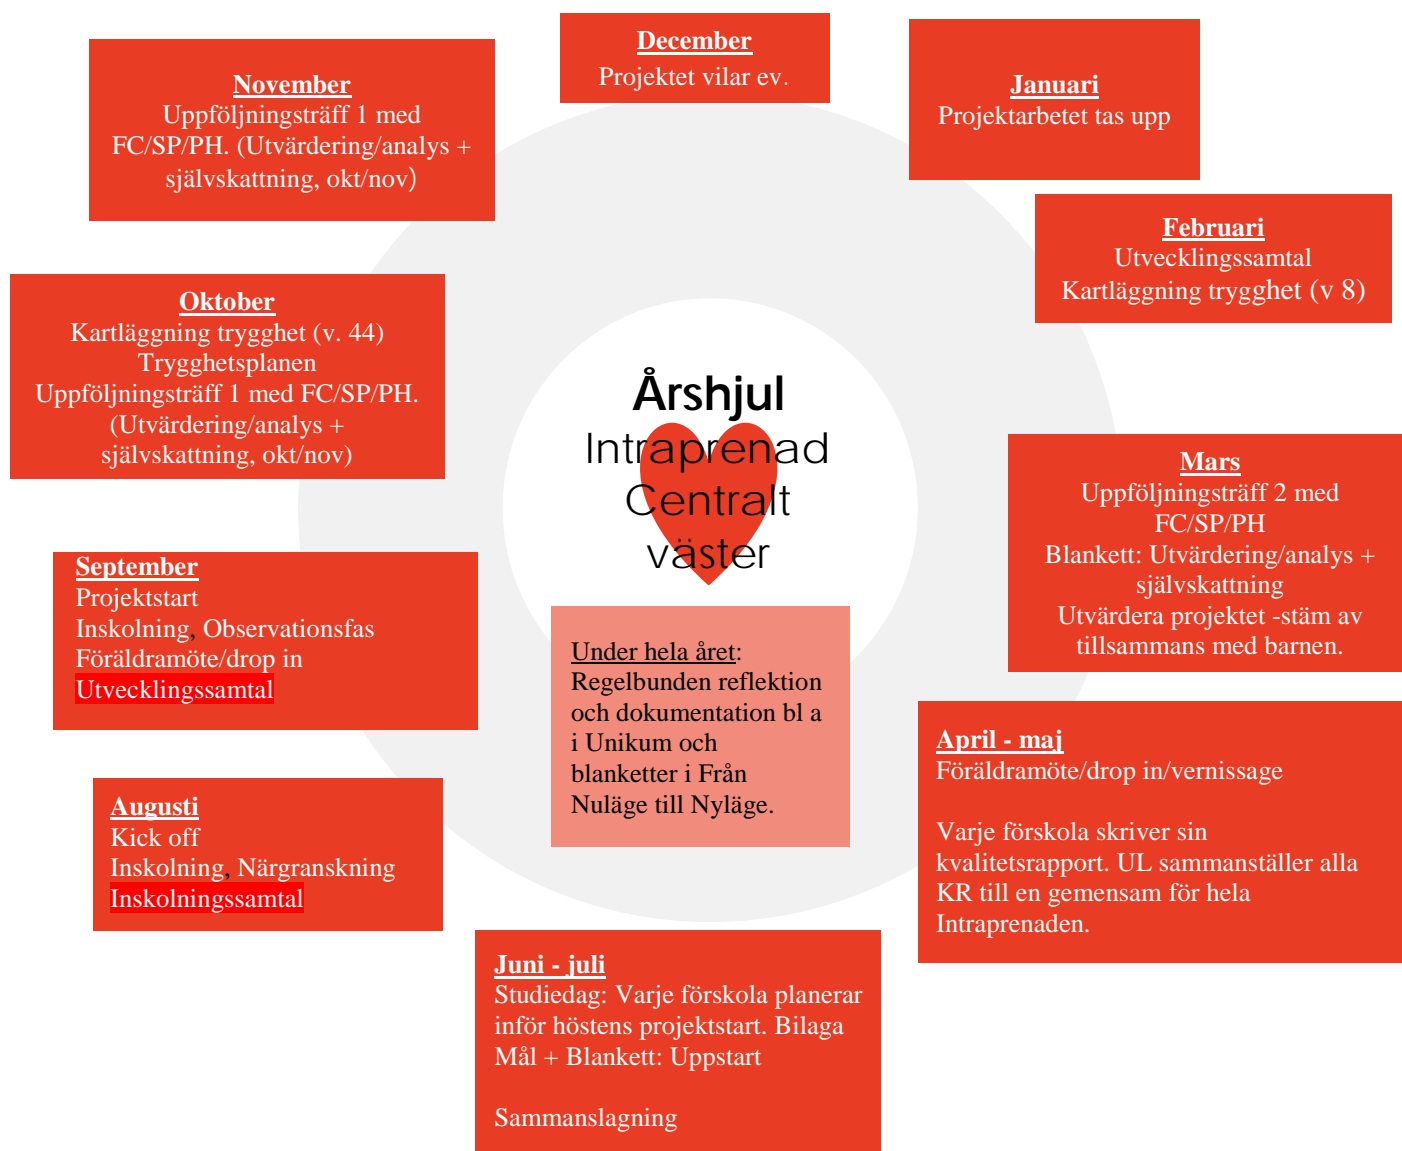 December
Projektet vilar ev.
Januari
Projektarbetet tas upp
Februari
Utvecklingssamtal
Kartläggning trygghet (v 8)
Mars
Uppföljningsträff 2 med
FC/SP/PH
Blankett: Utvärdering/analys +
självskattning
Utvärdera projektet -stäm av
tillsammans med barnen.
April - maj
Föräldramöte/drop in/vernissage
Varje förskola skriver sin
kvalitetsrapport. UL sammanställer alla
KR till en gemensam för hela
Intraprenaden.
Juni - juli
Studiedag: Varje förskola planerar
inför höstens projektstart. Bilaga
Mål + Blankett: Uppstart
Sammanslagning
Augusti
Kick off
Inskolning, Närgranskning
Inskolningssamtal
September
Projektstart
Inskolning, Observationsfas
Föräldramöte/drop in
Utvecklingssamtal
Oktober
Kartläggning trygghet (v. 44)
Trygghetsplanen
Uppföljningsträff 1 med FC/SP/PH.
(Utvärdering/analys +
självskattning, okt/nov)
November
Uppföljningsträff 1 med
FC/SP/PH. (Utvärdering/analys +
självskattning, okt/nov)
Årshjul
Intraprenad
Centralt
väster
Under hela året:
Regelbunden reflektion
och dokumentation bl a
i Unikum och
blanketter i Från
Nuläge till Nyläge.